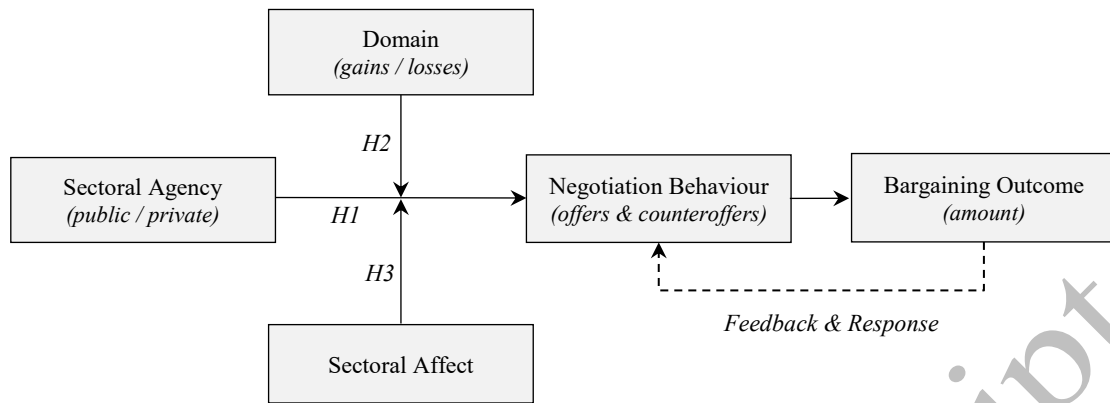 Domain
(gains / losses)
H2
Sectoral Agency
(public / private)
H1
Negotiation Behaviour
(offers & counteroffers)
Bargaining Outcome
(amount)
H3
Feedback & Response
Sectoral Affect